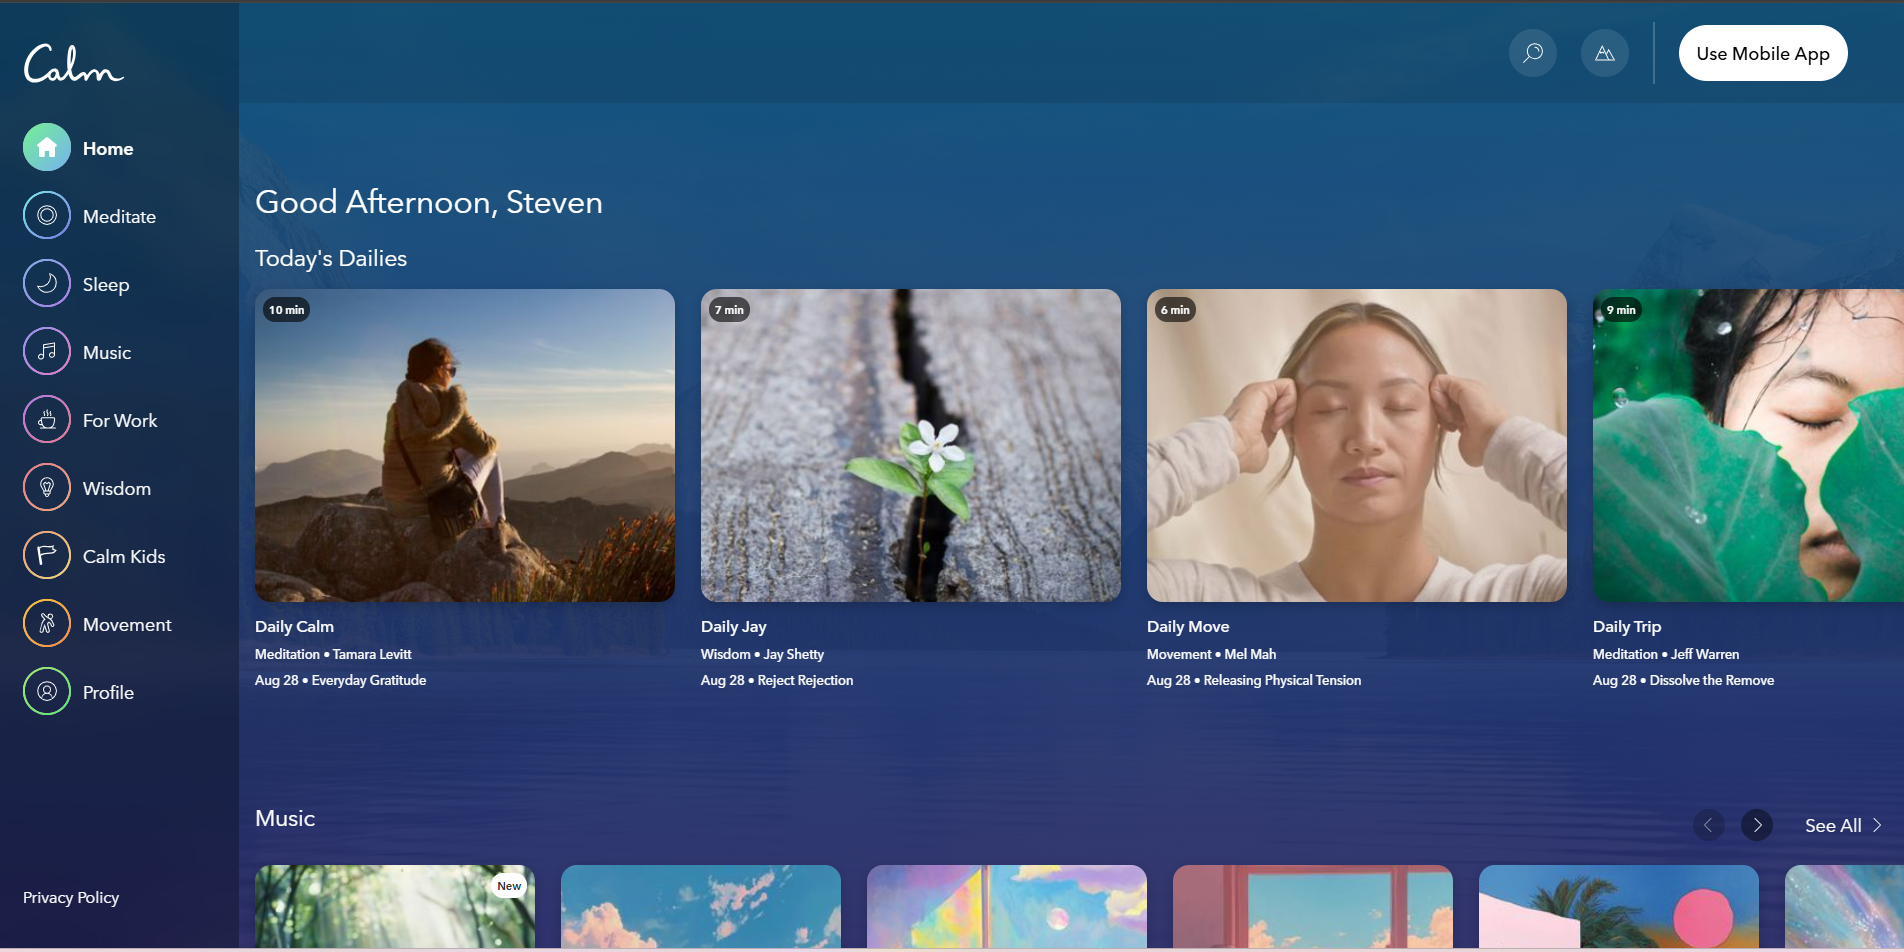 Calm
Home
Meditate
Sleep
Music
For Work
Wisdom
Calm Kids
Movement
Profile
Privacy Policy
Use Mobile App
Good Afternoon, Steven
Today's Dailies
10 min
Daily Calm
Meditation • Tamara Levitt
Aug 28 • Everyday Gratitude
7 min
Daily Jay
Wisdom • Jay Shetty
Aug 28 • Reject Rejection
6 min
Daily Move
Movement • Mel Mah
Aug 28 • Releasing Physical Tension
9 min
Daily Trip
Meditation • Jeff Warren
Aug 28 • Dissolve the Remove
Music
See All
New